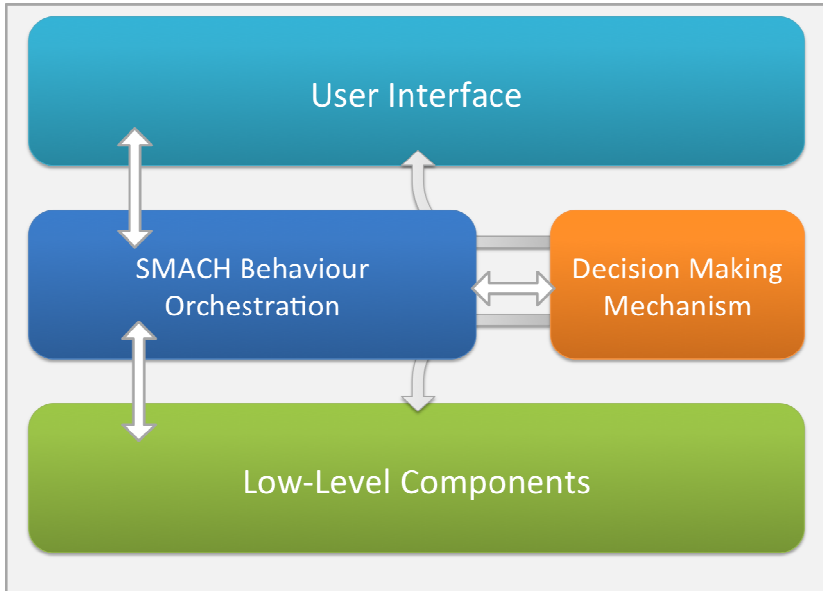 User Interface
SMACH Behaviour
Orchestration
Decision Making
Mechanism
Low-Level Components